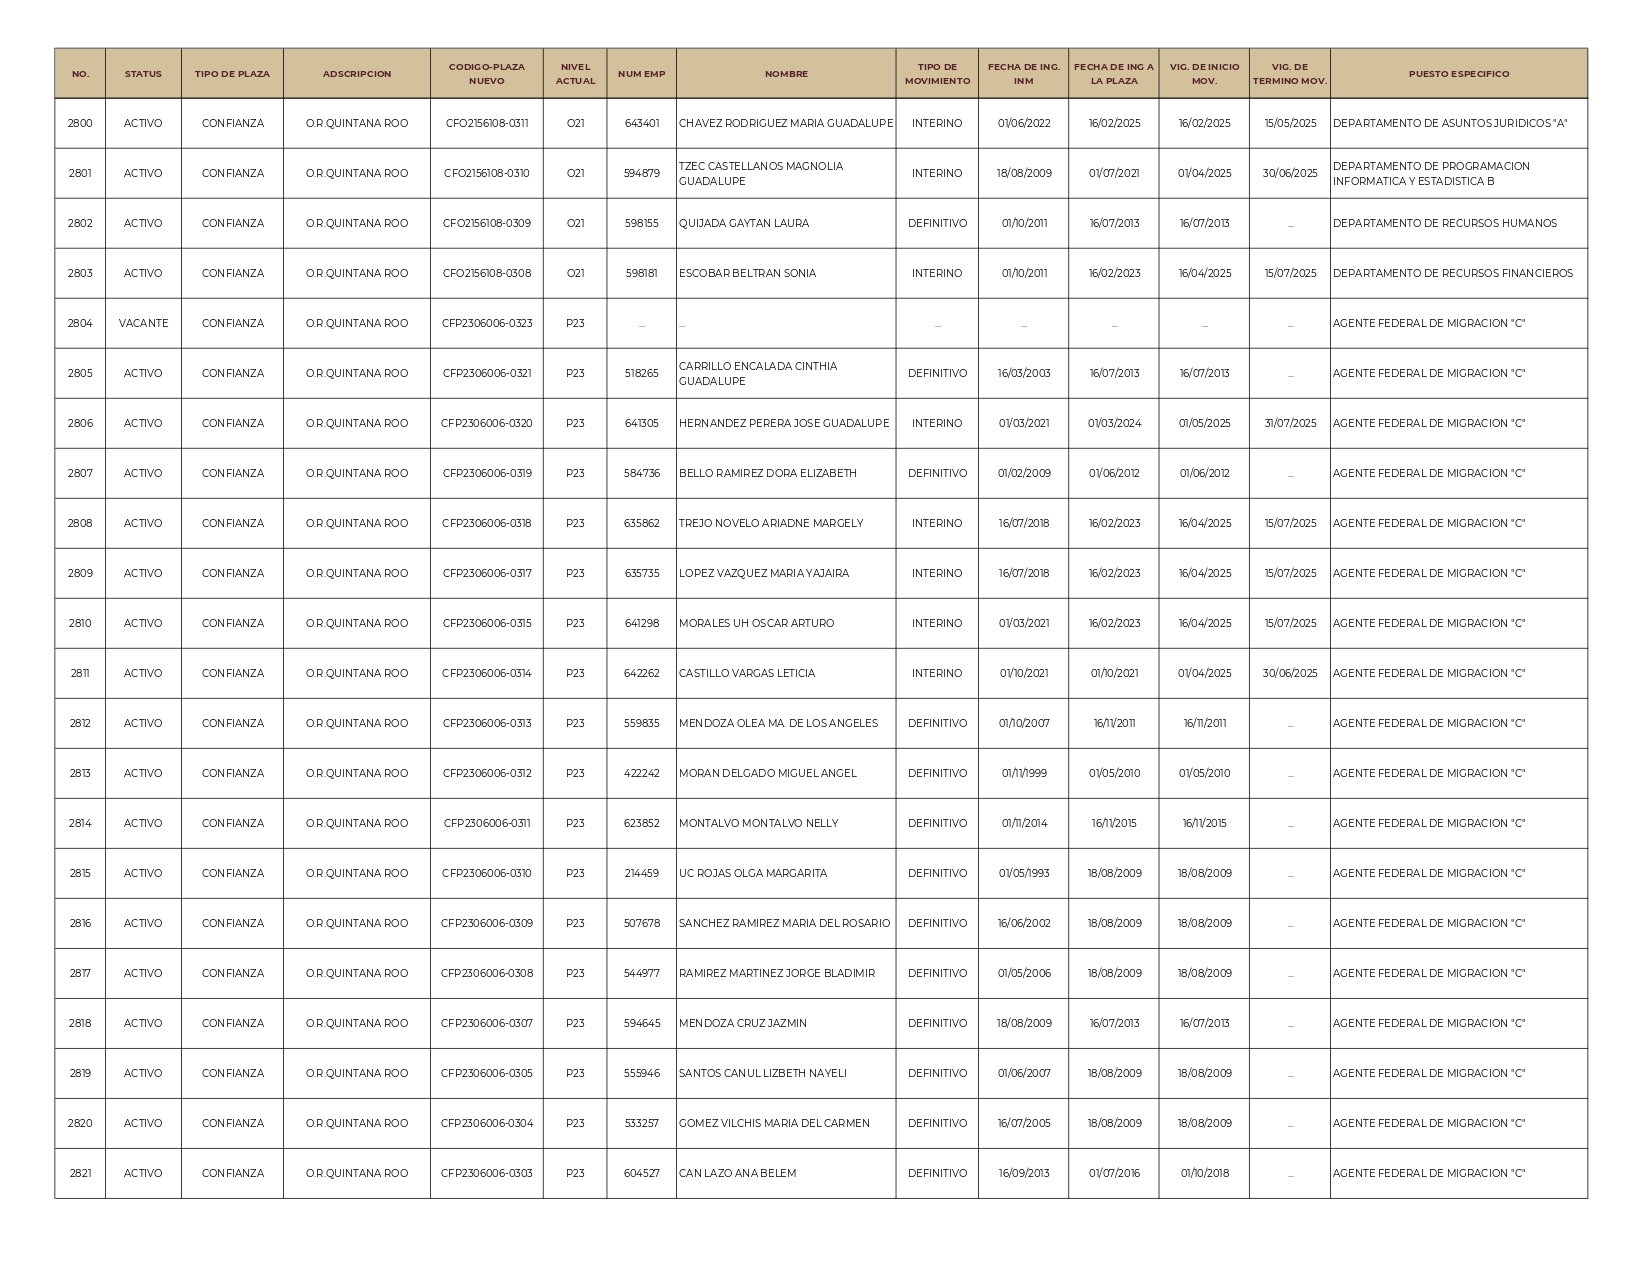 NO. STATUS TIPO DE PLAZA ADSCRIPCION CODIGO-PLAZA NUEVO NIVEL ACTUAL NUM EMP NOMBRE TIPO DE MOVIMIENTO FECHA DE ING. INM FECHA DE ING A LA PLAZA VIG. DE INICIO MOV. VIG. DE TERMINO MOV. PUESTO ESPECIFICO
2800 ACTIVO CONFIANZA O.R.QUINTANA ROO CFO2156108-0311 O21 643401 CHAVEZ RODRIGUEZ MARIA GUADALUPE INTERINO 01/06/2022 16/02/2025 16/02/2025 15/05/2025 DEPARTAMENTO DE ASUNTOS JURIDICOS "A"
2801 ACTIVO CONFIANZA O.R.QUINTANA ROO CFO2156108-0310 O21 594879 TZEC CASTELLANOS MAGNOLIA GUADALUPE INTERINO 18/08/2009 01/07/2021 01/04/2025 30/06/2025 DEPARTAMENTO DE PROGRAMACION INFORMATICA Y ESTADISTICA B
2802 ACTIVO CONFIANZA O.R.QUINTANA ROO CFO2156108-0309 O21 598155 QUIJADA GAYTAN LAURA DEFINITIVO 01/10/2011 16/07/2013 16/07/2013 ... DEPARTAMENTO DE RECURSOS HUMANOS
2803 ACTIVO CONFIANZA O.R.QUINTANA ROO CFO2156108-0308 O21 598181 ESCOBAR BELTRAN SONIA INTERINO 01/10/2011 16/02/2023 16/04/2025 15/07/2025 DEPARTAMENTO DE RECURSOS FINANCIEROS
2804 VACANTE CONFIANZA O.R.QUINTANA ROO CFP2306006-0323 P23 ... ... ... ... ... ... ... AGENTE FEDERAL DE MIGRACION "C"
2805 ACTIVO CONFIANZA O.R.QUINTANA ROO CFP2306006-0321 P23 518265 CARRILLO ENCALADA CINTHIA GUADALUPE DEFINITIVO 16/03/2003 16/07/2013 16/07/2013 ... AGENTE FEDERAL DE MIGRACION "C"
2806 ACTIVO CONFIANZA O.R.QUINTANA ROO CFP2306006-0320 P23 641305 HERNANDEZ PERERA JOSE GUADALUPE INTERINO 01/03/2021 01/03/2024 01/05/2025 31/07/2025 AGENTE FEDERAL DE MIGRACION "C"
2807 ACTIVO CONFIANZA O.R.QUINTANA ROO CFP2306006-0319 P23 584736 BELLO RAMIREZ DORA ELIZABETH DEFINITIVO 01/02/2009 01/06/2012 01/06/2012 ... AGENTE FEDERAL DE MIGRACION "C"
2808 ACTIVO CONFIANZA O.R.QUINTANA ROO CFP2306006-0318 P23 635862 TREJO NOVELO ARIADNE MARGELY INTERINO 16/07/2018 16/02/2023 16/04/2025 15/07/2025 AGENTE FEDERAL DE MIGRACION "C"
2809 ACTIVO CONFIANZA O.R.QUINTANA ROO CFP2306006-0317 P23 635735 LOPEZ VAZQUEZ MARIA YAJAIRA INTERINO 16/07/2018 16/02/2023 16/04/2025 15/07/2025 AGENTE FEDERAL DE MIGRACION "C"
2810 ACTIVO CONFIANZA O.R.QUINTANA ROO CFP2306006-0315 P23 641298 MORALES UH OSCAR ARTURO INTERINO 01/03/2021 16/02/2023 16/04/2025 15/07/2025 AGENTE FEDERAL DE MIGRACION "C"
2811 ACTIVO CONFIANZA O.R.QUINTANA ROO CFP2306006-0314 P23 642262 CASTILLO VARGAS LETICIA INTERINO 01/10/2021 01/10/2021 01/04/2025 30/06/2025 AGENTE FEDERAL DE MIGRACION "C"
2812 ACTIVO CONFIANZA O.R.QUINTANA ROO CFP2306006-0313 P23 559835 MENDOZA OLEA MA. DE LOS ANGELES DEFINITIVO 01/10/2007 16/11/2011 16/11/2011 ... AGENTE FEDERAL DE MIGRACION "C"
2813 ACTIVO CONFIANZA O.R.QUINTANA ROO CFP2306006-0312 P23 422242 MORAN DELGADO MIGUEL ANGEL DEFINITIVO 01/11/1999 01/05/2010 01/05/2010 ... AGENTE FEDERAL DE MIGRACION "C"
2814 ACTIVO CONFIANZA O.R.QUINTANA ROO CFP2306006-0311 P23 623852 MONTALVO MONTALVO NELLY DEFINITIVO 01/11/2014 16/11/2015 16/11/2015 ... AGENTE FEDERAL DE MIGRACION "C"
2815 ACTIVO CONFIANZA O.R.QUINTANA ROO CFP2306006-0310 P23 214459 UC ROJAS OLGA MARGARITA DEFINITIVO 01/05/1993 18/08/2009 18/08/2009 ... AGENTE FEDERAL DE MIGRACION "C"
2816 ACTIVO CONFIANZA O.R.QUINTANA ROO CFP2306006-0309 P23 507678 SANCHEZ RAMIREZ MARIA DEL ROSARIO DEFINITIVO 16/06/2002 18/08/2009 18/08/2009 ... AGENTE FEDERAL DE MIGRACION "C"
2817 ACTIVO CONFIANZA O.R.QUINTANA ROO CFP2306006-0308 P23 544977 RAMIREZ MARTINEZ JORGE BLADIMIR DEFINITIVO 01/05/2006 18/08/2009 18/08/2009 ... AGENTE FEDERAL DE MIGRACION "C"
2818 ACTIVO CONFIANZA O.R.QUINTANA ROO CFP2306006-0307 P23 594645 MENDOZA CRUZ JAZMIN DEFINITIVO 18/08/2009 16/07/2013 16/07/2013 ... AGENTE FEDERAL DE MIGRACION "C"
2819 ACTIVO CONFIANZA O.R.QUINTANA ROO CFP2306006-0305 P23 555946 SANTOS CANUL LIZBETH NAYELI DEFINITIVO 01/06/2007 18/08/2009 18/08/2009 ... AGENTE FEDERAL DE MIGRACION "C"
2820 ACTIVO CONFIANZA O.R.QUINTANA ROO CFP2306006-0304 P23 533257 GOMEZ VILCHIS MARIA DEL CARMEN DEFINITIVO 16/07/2005 18/08/2009 18/08/2009 ... AGENTE FEDERAL DE MIGRACION "C"
2821 ACTIVO CONFIANZA O.R.QUINTANA ROO CFP2306006-0303 P23 604527 CAN LAZO ANA BELEM DEFINITIVO 16/09/2013 01/07/2016 01/10/2018 ... AGENTE FEDERAL DE MIGRACION "C"